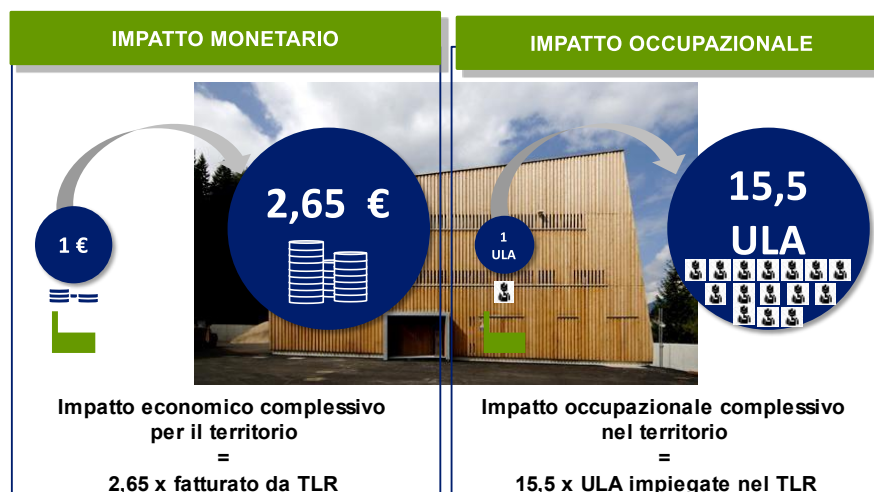 IMPATTO MONETARIO
IMPATTO OCCUPAZIONALE
1 €
2,65 €
1
ULA
15,5
ULA
Impatto economico complessivo
per il territorio
=
2,65 x fatturato da TLR
Impatto occupazionale complessivo
nel territorio
=
15,5 x ULA impiegate nel TLR